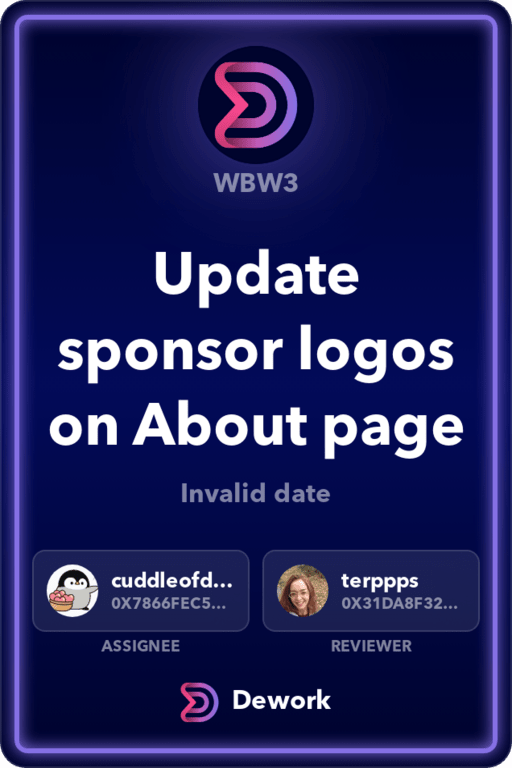 WBW3
Update
sponsor logos
on About page
Invalid date
cuddleofd...
0X7866FEC5...
terppps
0X31DA8F32...
ASSIGNEE
REVIEWER
Dework